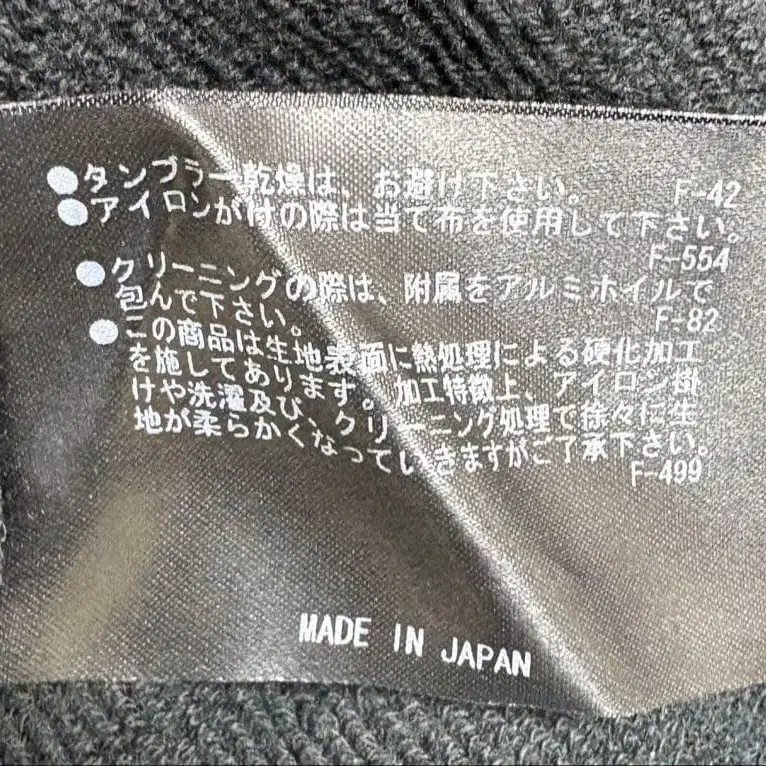 ●タンブラー乾燥は、お避け下さい。
F-42
●アイロンがけの際は当て布を使用して下さい。
F-554
●クリーニングの際は、附属をアルミホイルで
包んで下さい。
F-82
●この商品は生地表面に熱処理による硬化加工
を施してあります。加工特徴上、アイロン掛
けや洗濯及び、クリーニング処理で徐々に生
地が柔らかくなっていきますがご了承下さい。
F-499
MADE IN JAPAN